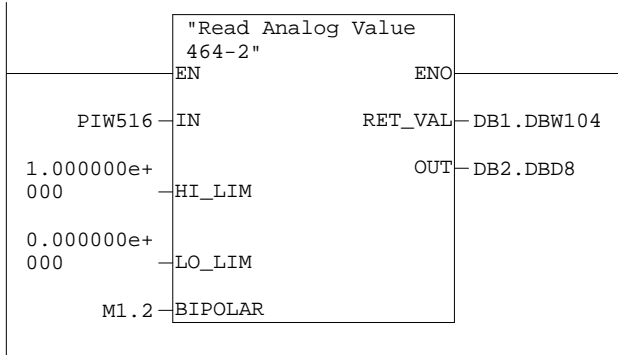 "Read Analog Value
464-2"
EN ENO
PIW516 IN RET_VAL DB1.DBW104
1.000000e+ OUT DB2.DBD8
000 HI_LIM
0.000000e+
000 LO_LIM
M1.2 BIPOLAR